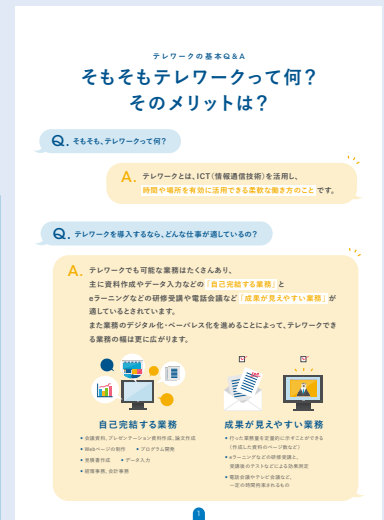 テレワークの基本Q&A
そもそもテレワークって何?
そのメリットは?
Q. そもそも、テレワークって何?
A. テレワークとは、ICT(情報通信技術)を活用し、
時間や場所を有効に活用できる柔軟な働き方のこと です。
Q. テレワークを導入するなら、どんな仕事が適しているの?
A. テレワークでも可能な業務はたくさんあり、
主に資料作成やデータ入力などの「自己完結する業務」と
eラーニングなどの研修受講や電話会議など「成果が見えやすい業務」が
適しているとされています。
また業務のデジタル化・ペーパレス化を進めることによって、テレワークでき
る業務の幅は更に広がります。
自己完結する業務
• 会議資料、プレゼンテーション資料作成、論文作成
• Webページの制作 • プログラム開発
• 見積書作成 • データ入力
• 経理事務、会計事務
成果が見えやすい業務
• 行った業務量を定量的に示すことができる
(作成した資料のページ数など)
• eラーニングなどの研修受講と、
受講後のテストなどによる効果測定
• 電話会議やテレビ会議など、
一定の時間拘束されるもの
1